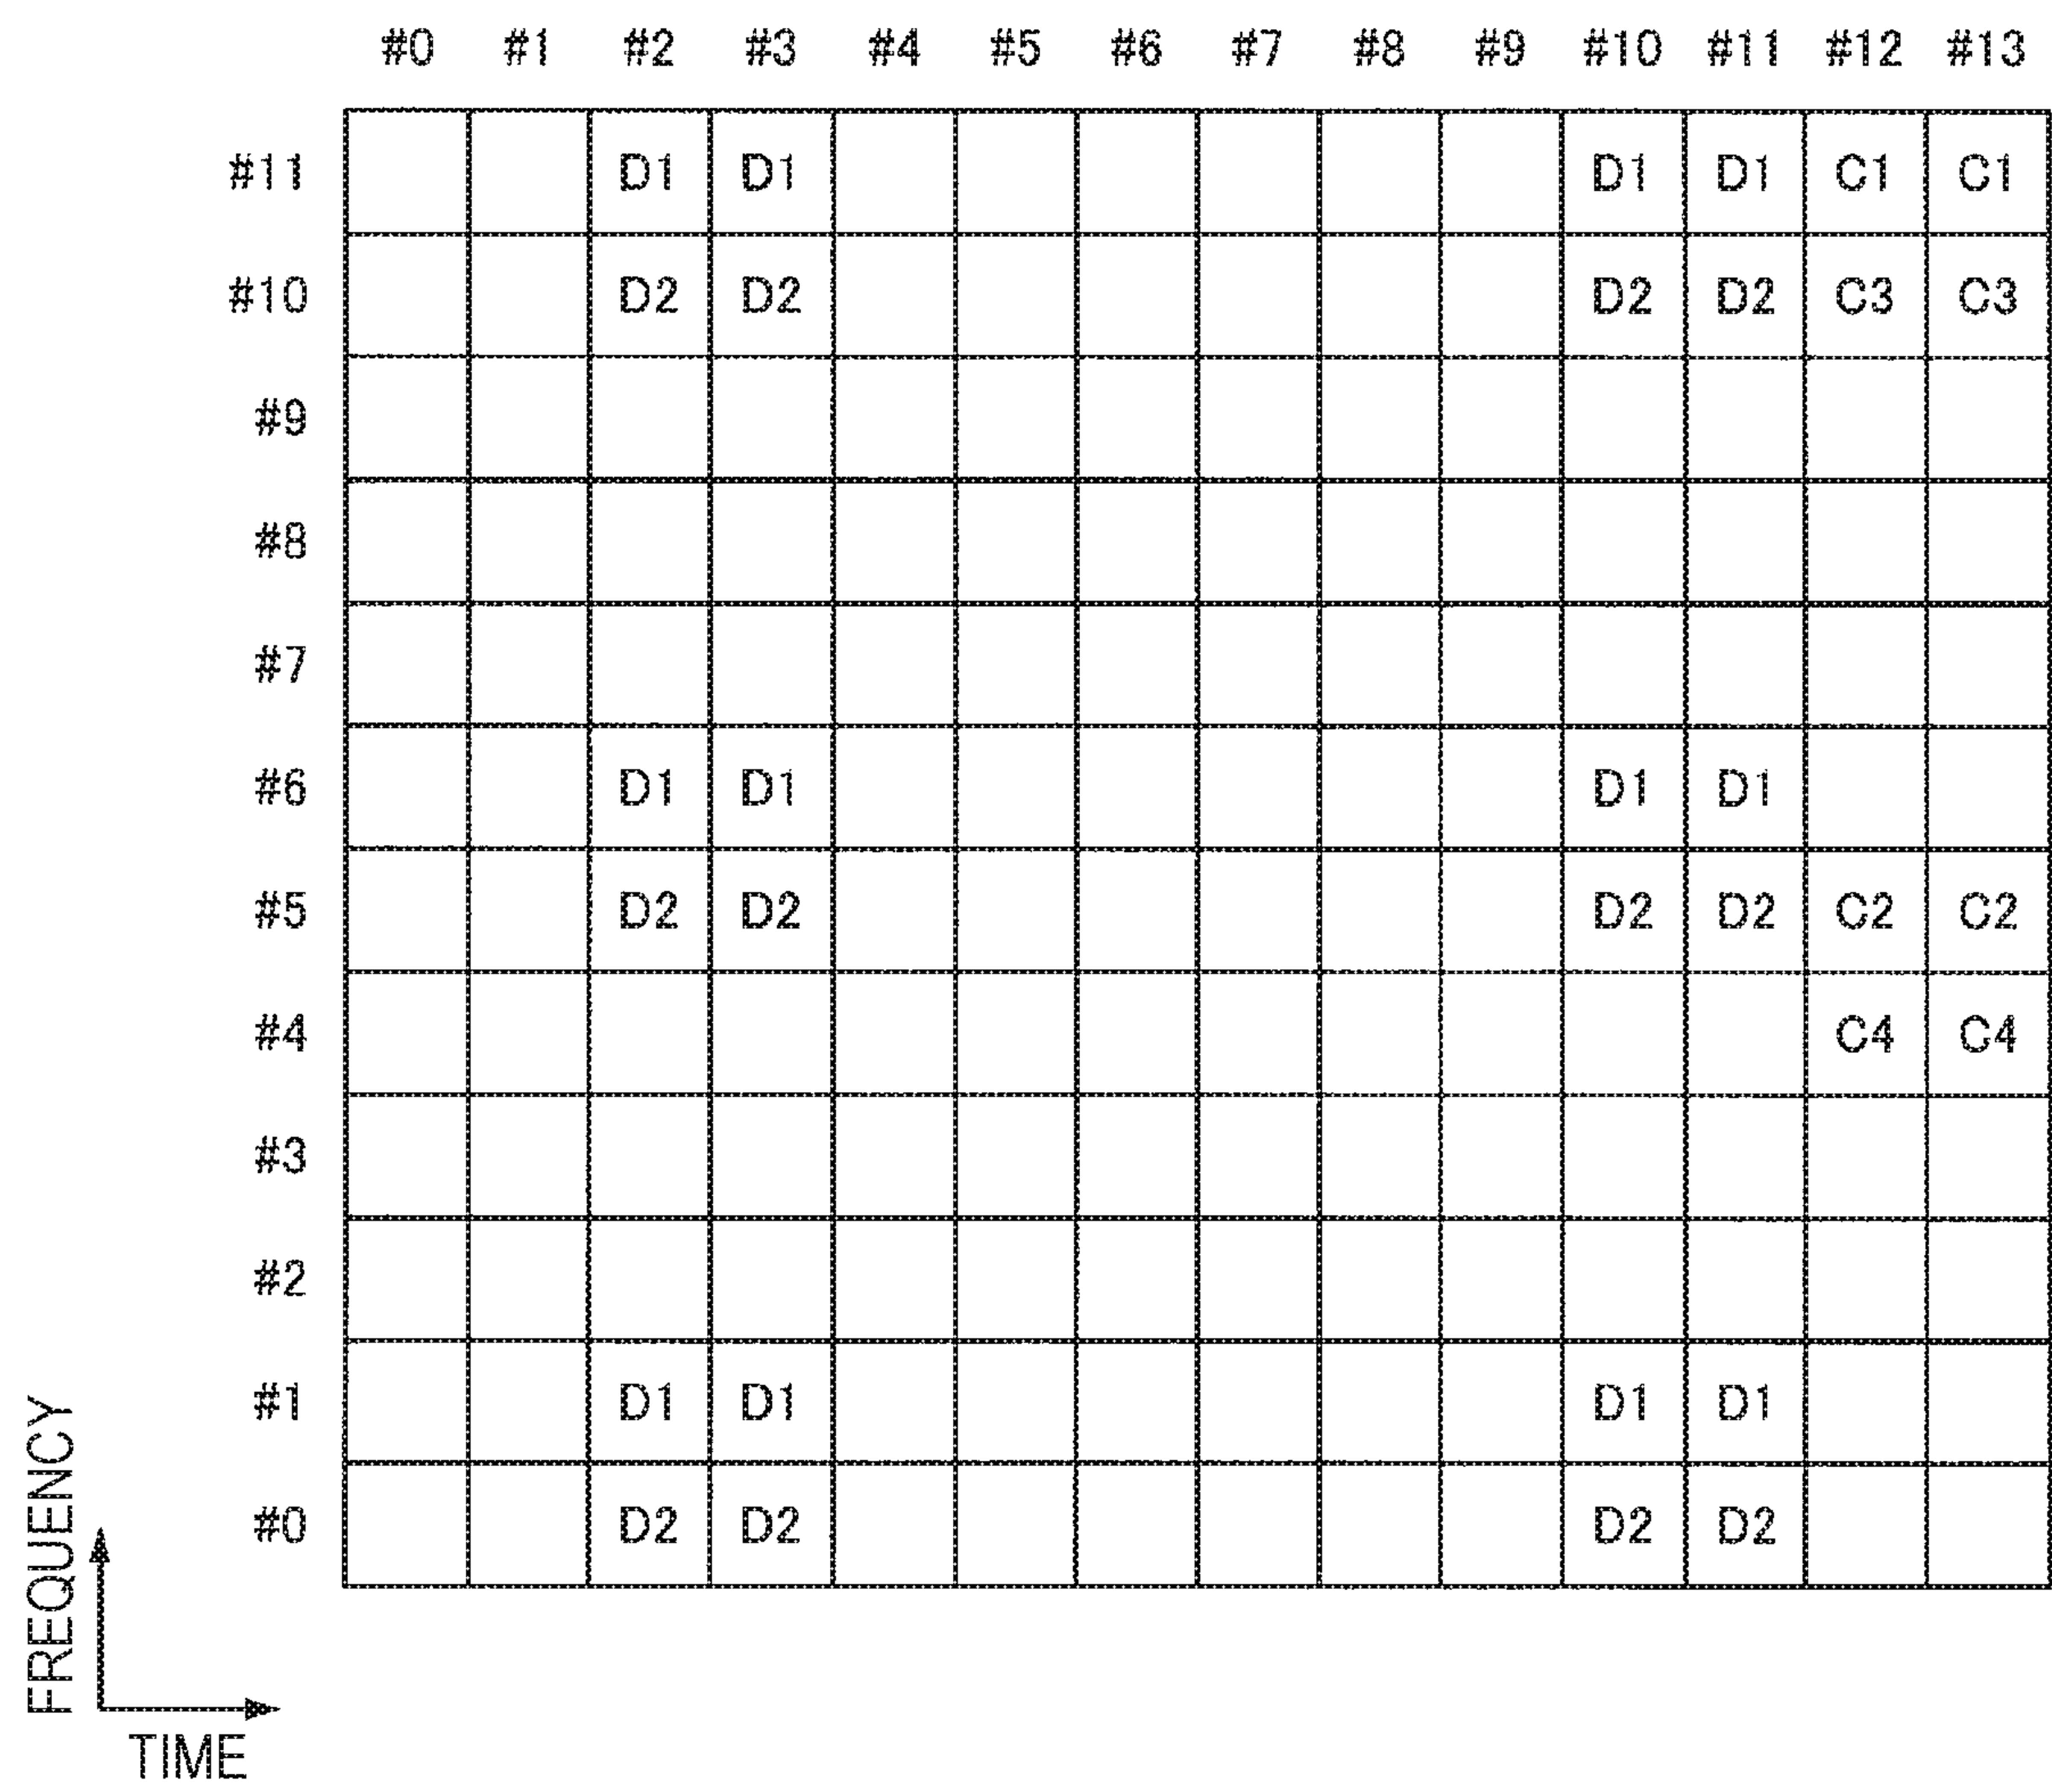 #0 #1 #2 #3 #4 #5 #6 #7 #8 #9 #10 #11 #12 #13
#11 D1 D1 D1 D1 C1 C1
#10 D2 D2 D2 D2 C3 C3
#9
#8
#7
#6 D1 D1 D1 D1
#5 D2 D2 D2 D2 C2 C2
#4 C4 C4
#3
#2
#1 D1 D1 D1 D1
#0 D2 D2 D2 D2
FREQUENCY
TIME